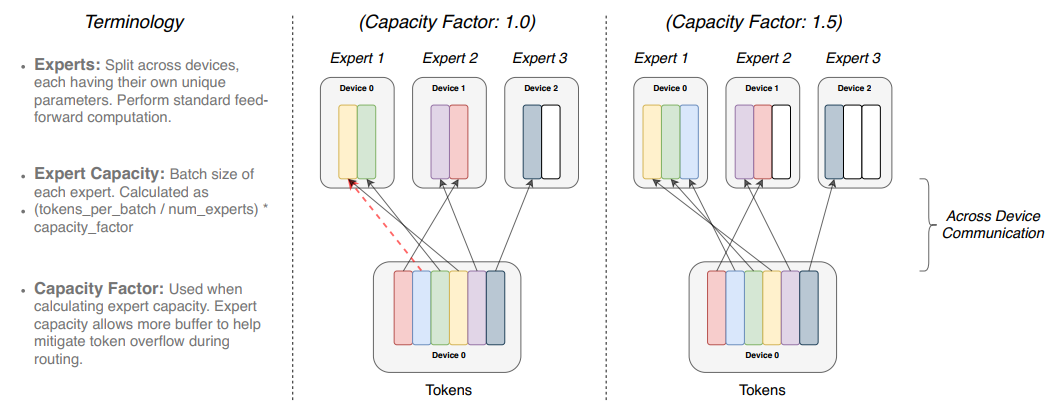 Terminology
• Experts: Split across devices,
each having their own unique
parameters. Perform standard feed-
forward computation.
• Expert Capacity: Batch size of
each expert. Calculated as
• (tokens_per_batch / num_experts) *
capacity_factor
• Capacity Factor: Used when
calculating expert capacity. Expert
capacity allows more buffer to help
mitigate token overflow during
routing.
(Capacity Factor: 1.0)
Expert 1 Expert 2 Expert 3
Device 0 Device 1 Device 2
Device 0
Tokens
(Capacity Factor: 1.5)
Expert 1 Expert 2 Expert 3
Device 0 Device 1 Device 2
Device 0
Tokens
Across Device
Communication